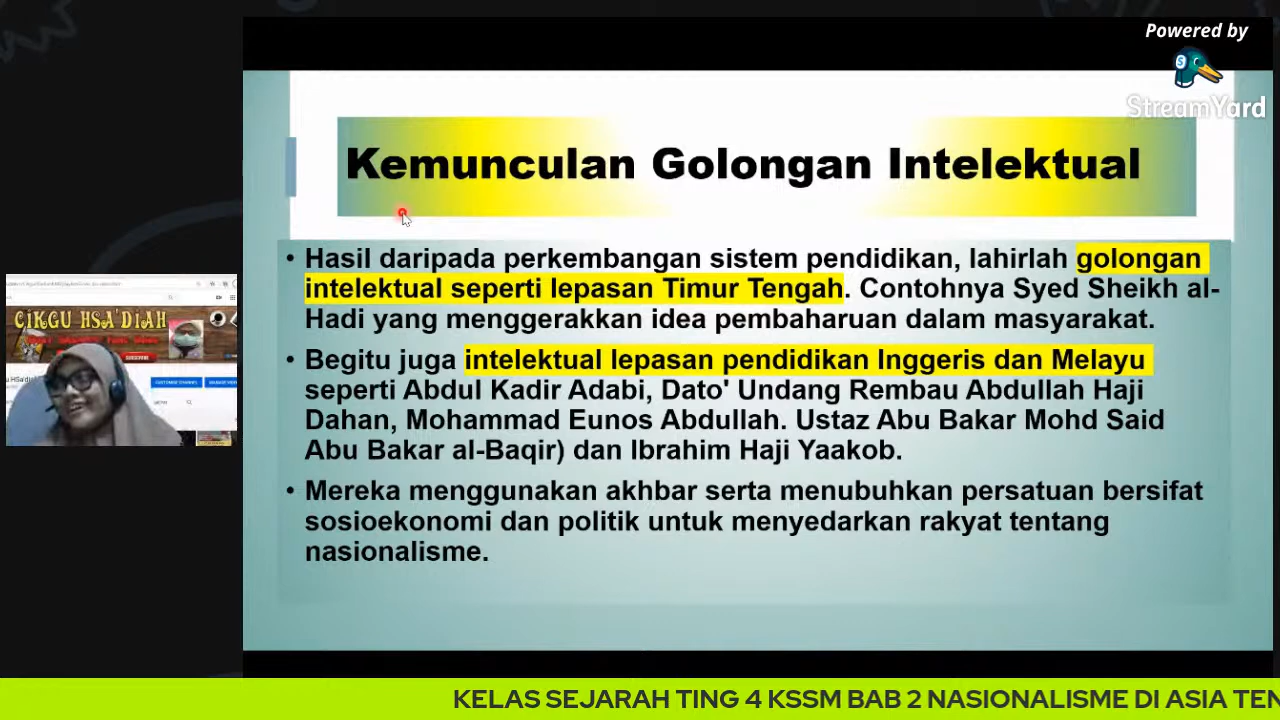 Powered by
StreamYard
Kemunculan Golongan Intelektual
• Hasil daripada perkembangan sistem pendidikan, lahirlah golongan
intelektual seperti lepasan Timur Tengah. Contohnya Syed Sheikh al-
Hadi yang menggerakkan idea pembaharuan dalam masyarakat.
• Begitu juga intelektual lepasan pendidikan Inggeris dan Melayu
seperti Abdul Kadir Adabi, Dato' Undang Rembau Abdullah Haji
Dahan, Mohammad Eunos Abdullah. Ustaz Abu Bakar Mohd Said
Abu Bakar al-Baqir) dan Ibrahim Haji Yaakob.
• Mereka menggunakan akhbar serta menubuhkan persatuan bersifat
sosioekonomi dan politik untuk menyedarkan rakyat tentang
nasionalisme.
CIKGU HSA'DIAH
SUBSCRIBE
KELAS SEJARAH TING 4 KSSM BAB 2 NASIONALISME DI ASIA TEN